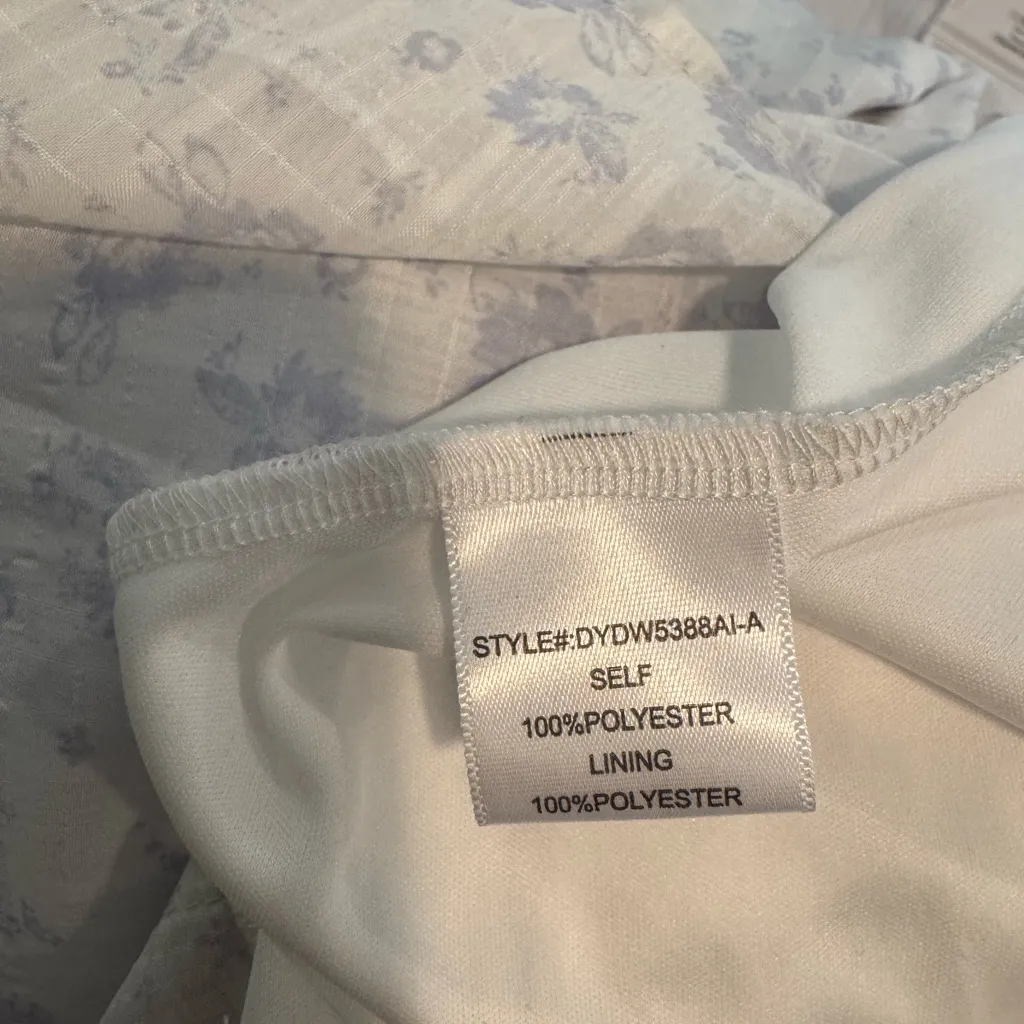 STYLE#:DYDW5388AI-A
SELF
100%POLYESTER
LINING
100%POLYESTER